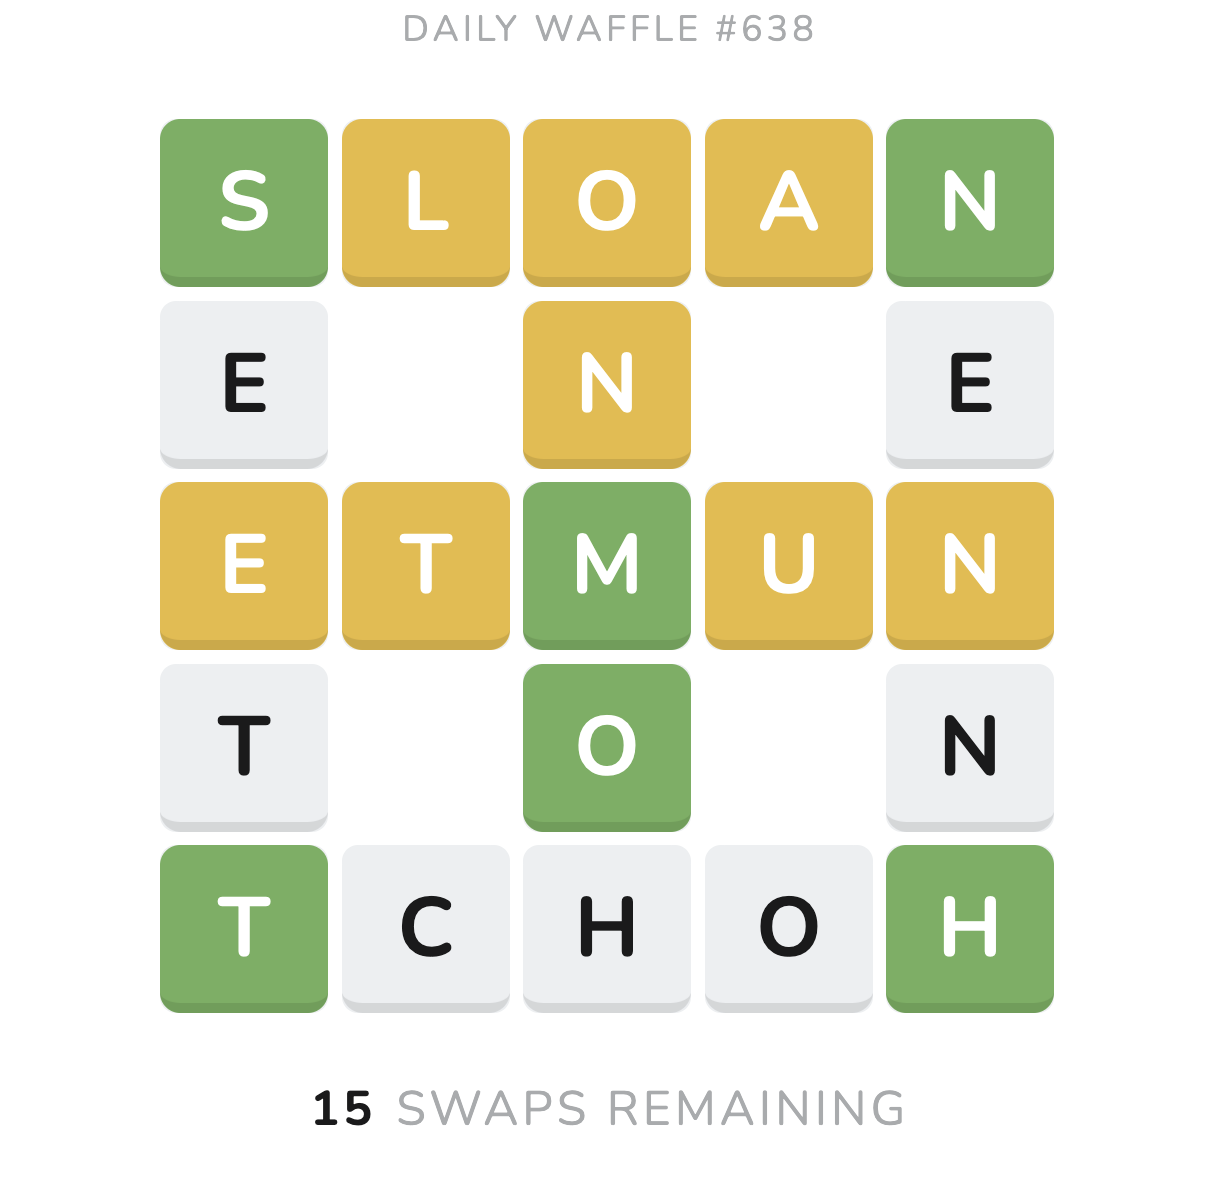 DAILY WAFFLE #638
S L O A N
E N E
E T M U N
T O N
T C H O H
15 SWAPS REMAINING